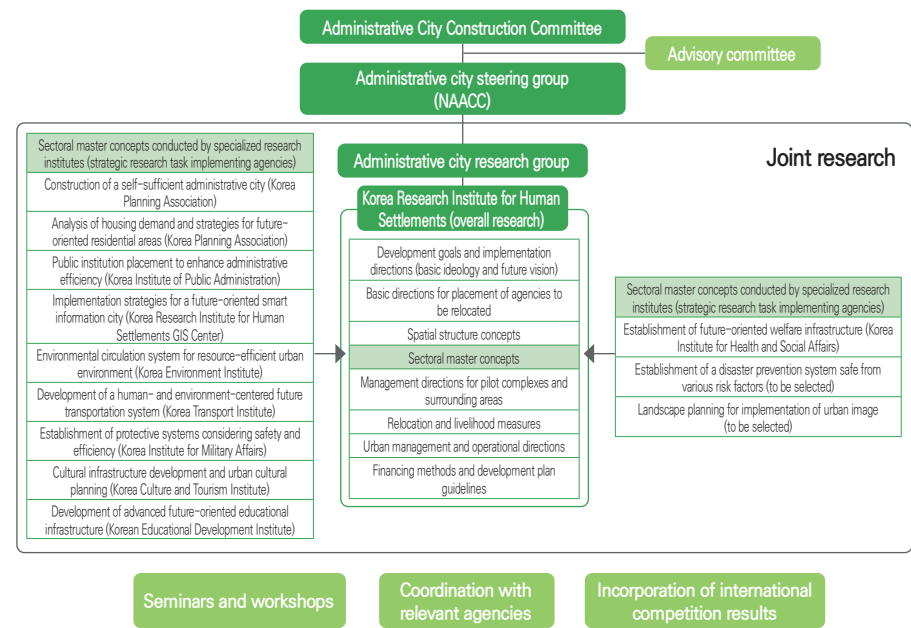 Administrative City Construction Committee
Advisory committee
Administrative city steering group
(NAACC)
Joint research
Administrative city research group
Sectoral master concepts conducted by specialized research
institutes (strategic research task implementing agencies)
Construction of a self-sufficient administrative city (Korea
Planning Association)
Analysis of housing demand and strategies for future-
oriented residential areas (Korea Planning Association)
Public institution placement to enhance administrative
efficiency (Korea Institute of Public Administration)
Implementation strategies for a future-oriented smart
information city (Korea Research Institute for Human
Settlements GIS Center)
Environmental circulation system for resource-efficient urban
environment (Korea Environment Institute)
Development of a human- and environment-centered future
transportation system (Korea Transport Institute)
Establishment of protective systems considering safety and
efficiency (Korea Institute for Military Affairs)
Cultural infrastructure development and urban cultural
planning (Korea Culture and Tourism Institute)
Development of advanced future-oriented educational
infrastructure (Korean Educational Development Institute)
Korea Research Institute for Human
Settlements (overall research)
Development goals and implementation
directions (basic ideology and future vision)
Basic directions for placement of agencies to
be relocated
Spatial structure concepts
Sectoral master concepts
Management directions for pilot complexes and
surrounding areas
Relocation and livelihood measures
Urban management and operational directions
Financing methods and development plan
guidelines
Sectoral master concepts conducted by specialized research
institutes (strategic research task implementing agencies)
Establishment of future-oriented welfare infrastructure (Korea
Institute for Health and Social Affairs)
Establishment of a disaster prevention system safe from
various risk factors (to be selected)
Landscape planning for implementation of urban image
(to be selected)
Seminars and workshops
Coordination with
relevant agencies
Incorporation of international
competition results